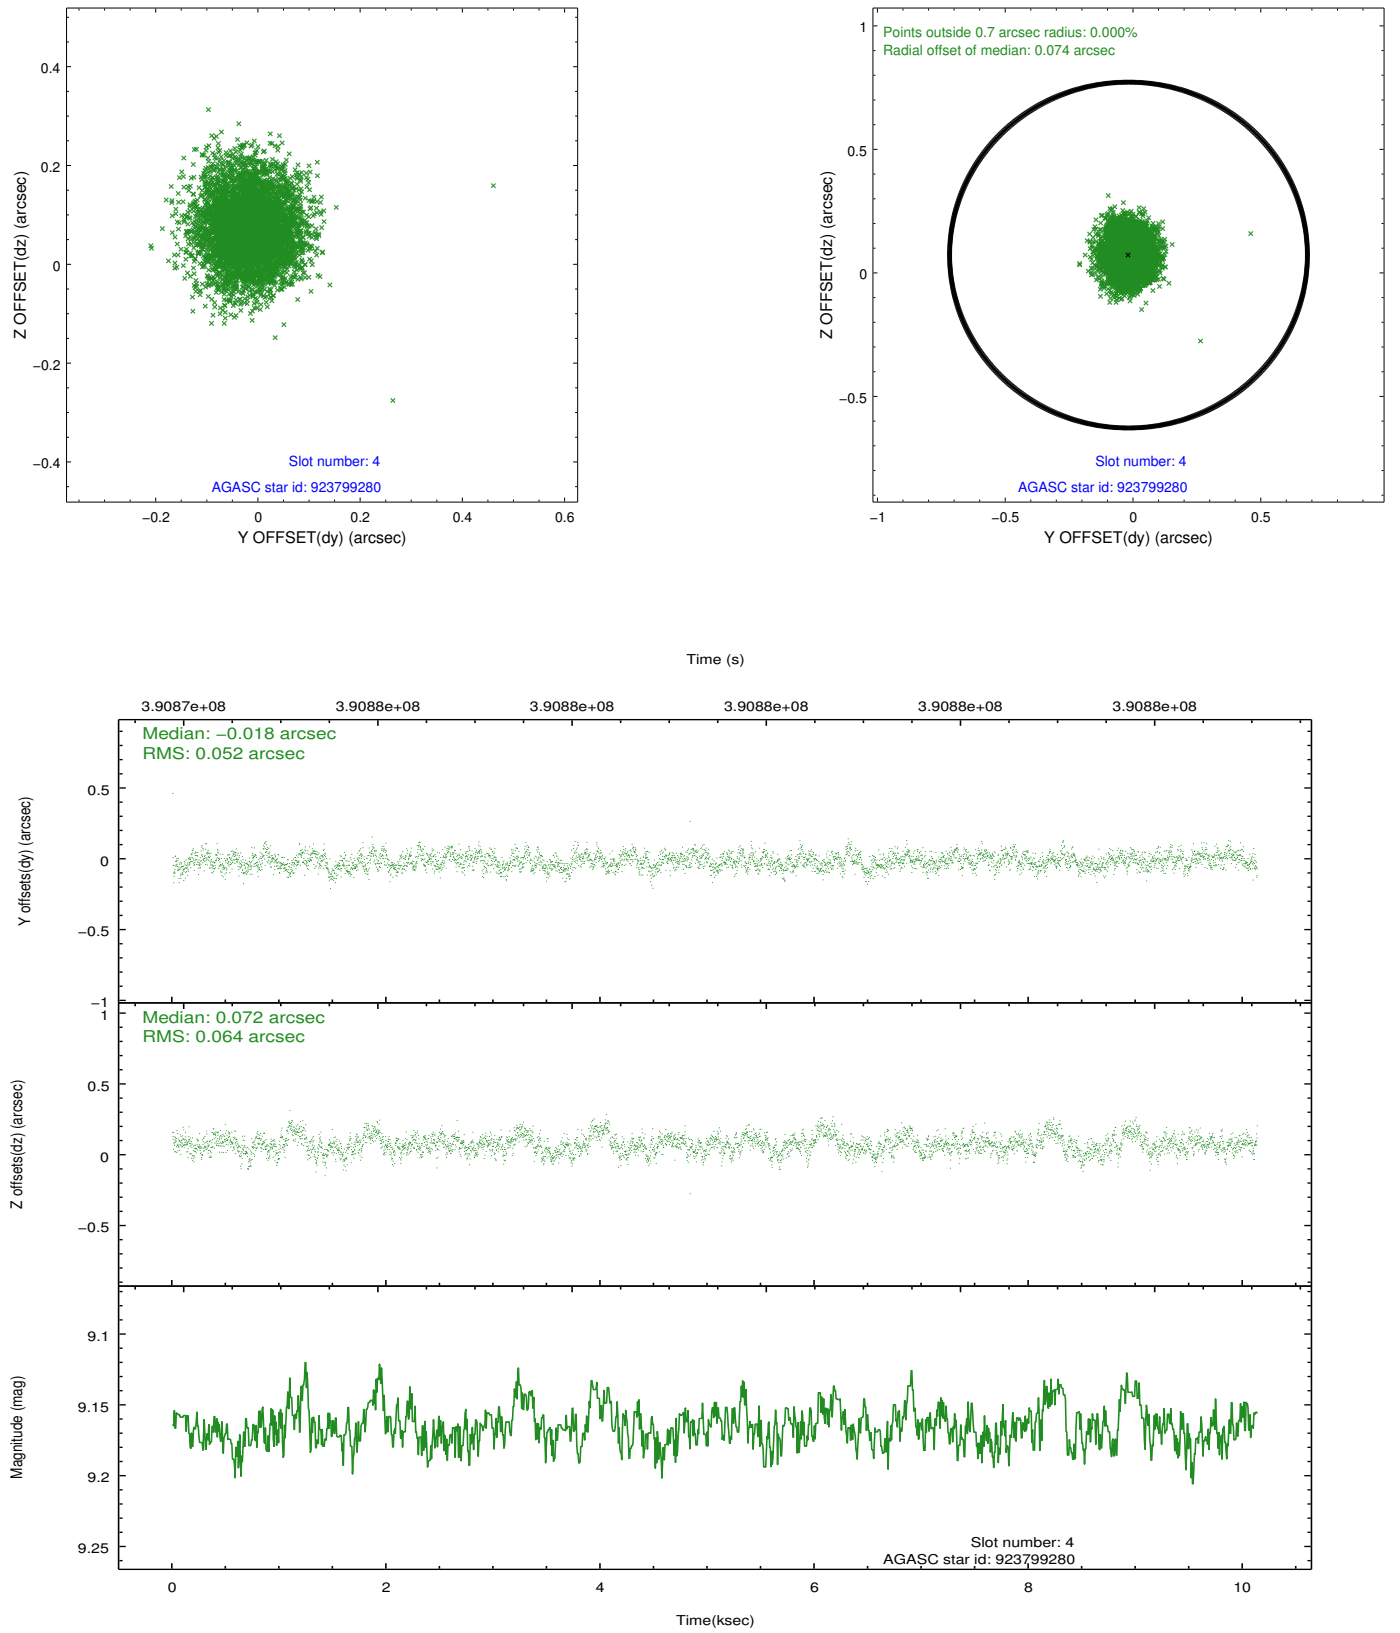 0.4
0.2
0
−0.2
−0.4
Z OFFSET(dz) (arcsec)
Slot number: 4
AGASC star id: 923799280
−0.2 0 0.2 0.4 0.6
Y OFFSET(dy) (arcsec)
Points outside 0.7 arcsec radius: 0.000%
Radial offset of median: 0.074 arcsec
1
0.5
0
−0.5
Z OFFSET(dz) (arcsec)
Slot number: 4
AGASC star id: 923799280
−1 −0.5 0 0.5
Y OFFSET(dy) (arcsec)
Time (s)
3.9087e+08 3.9088e+08 3.9088e+08 3.9088e+08 3.9088e+08 3.9088e+08
Median: −0.018 arcsec
RMS: 0.052 arcsec
0.5
0
−0.5
−1
Y offsets(dy) (arcsec)
Median: 0.072 arcsec
RMS: 0.064 arcsec
1
0.5
0
−0.5
Z offsets(dz) (arcsec)
9.1
9.15
9.2
9.25
Magnitude (mag)
Slot number: 4
AGASC star id: 923799280
0 2 4 6 8 10
Time(ksec)